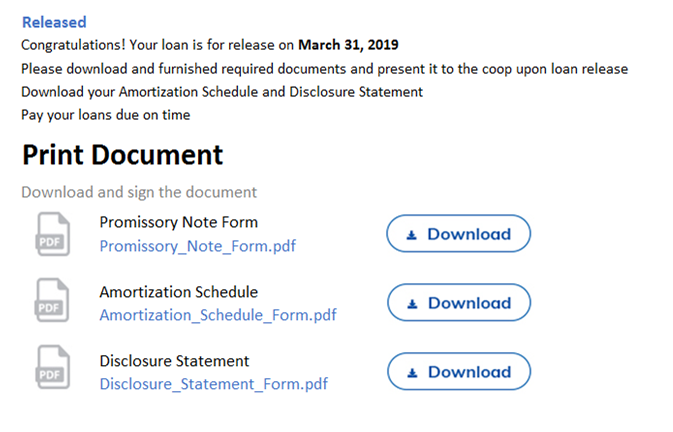 Released
Congratulations! Your loan is for release on March 31, 2019
Please download and furnished required documents and present it to the coop upon loan release
Download your Amortization Schedule and Disclosure Statement
Pay your loans due on time
Print Document
Download and sign the document
PDF
Promissory Note Form
Promissory_Note_Form.pdf
Download
PDF
Amortization Schedule
Amortization_Schedule_Form.pdf
Download
PDF
Disclosure Statement
Disclosure_Statement_Form.pdf
Download